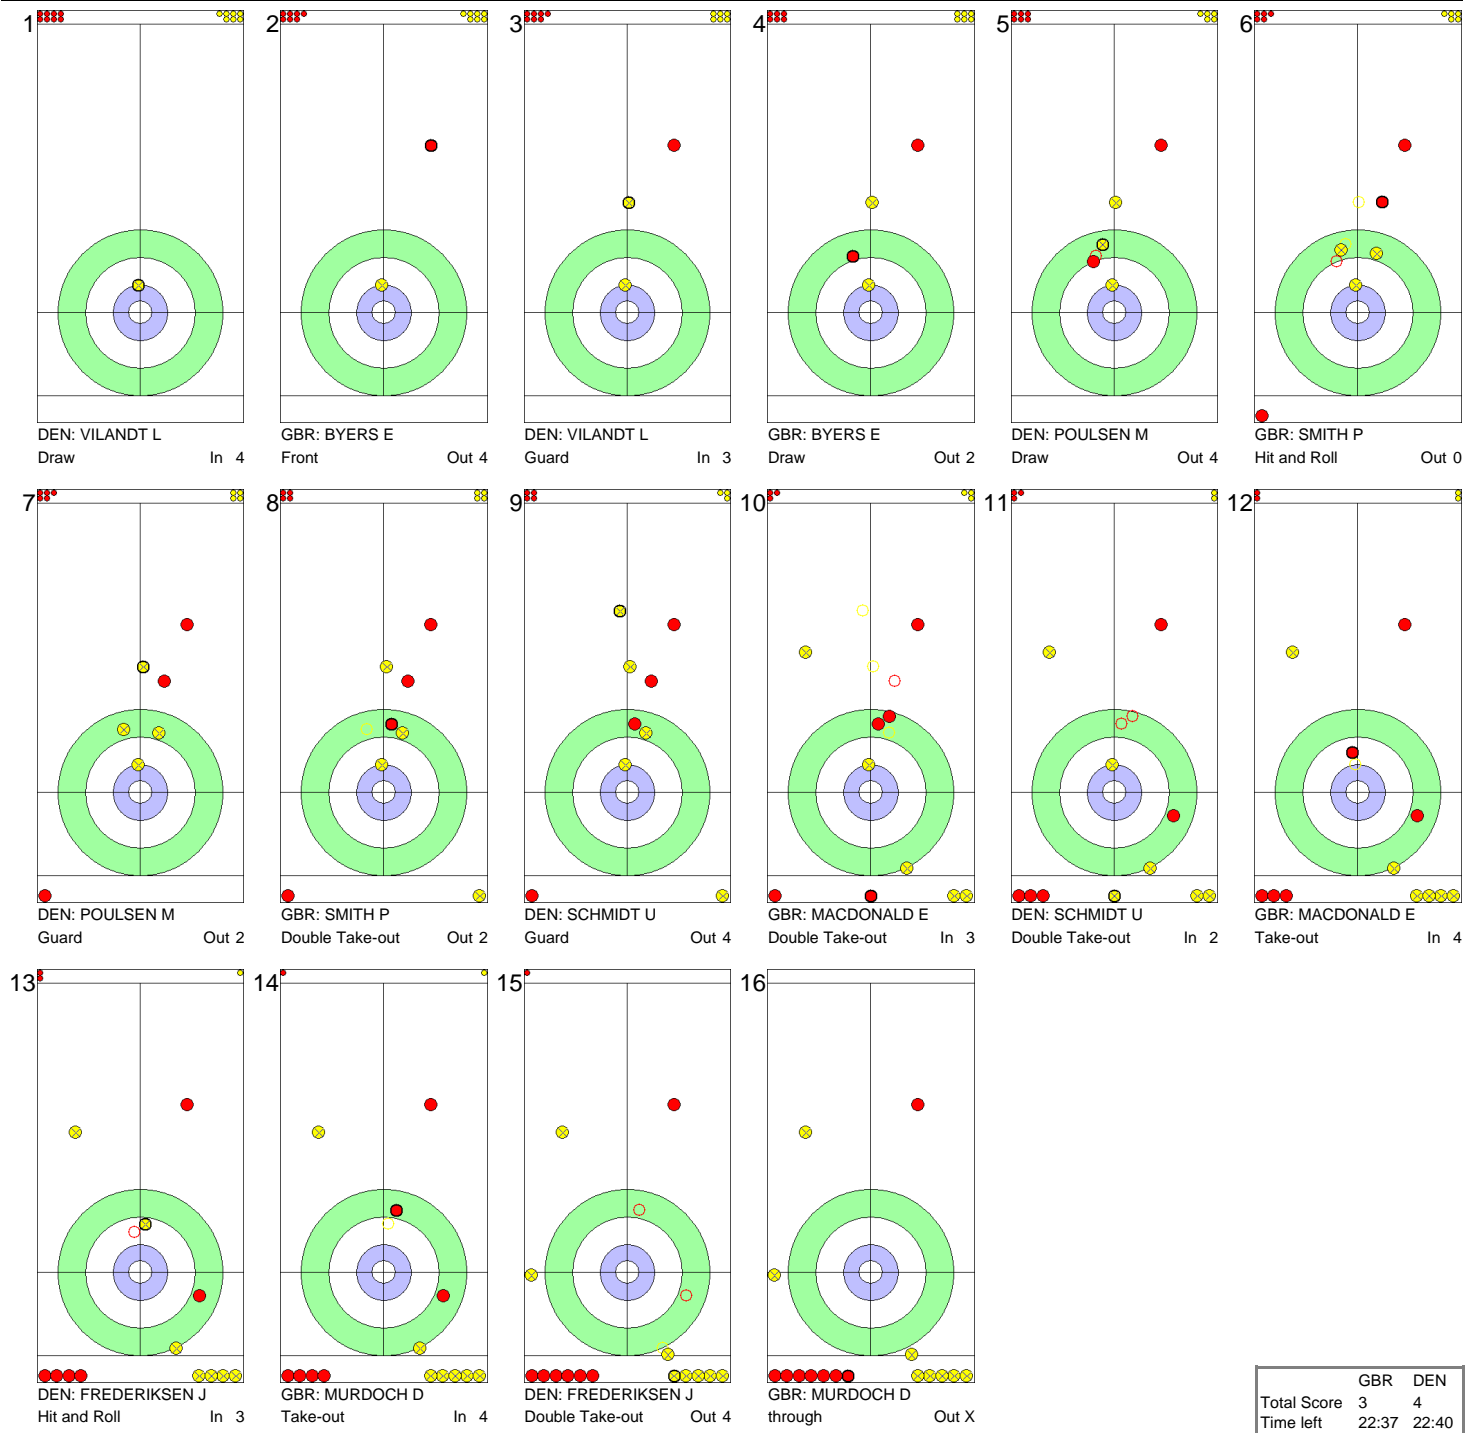 1 2 3 4 5 6
DEN: VILANDT L GBR: BYERS E DEN: VILANDT L GBR: BYERS E DEN: POULSEN M GBR: SMITH P
Draw In 4 Front Out 4 Guard In 3 Draw Out 2 Draw Out 4 Hit and Roll Out 0
7 8 9 10 11 12
DEN: POULSEN M GBR: SMITH P DEN: SCHMIDT U GBR: MACDONALD E DEN: SCHMIDT U GBR: MACDONALD E
Guard Out 2 Double Take-out Out 2 Guard Out 4 Double Take-out In 3 Double Take-out In 2 Take-out In 4
13 14 15 16
DEN: FREDERIKSEN J GBR: MURDOCH D DEN: FREDERIKSEN J GBR: MURDOCH D
Hit and Roll In 3 Take-out In 4 Double Take-out Out 4 through Out X
GBR DEN
Total Score 3 4
Time left 22:37 22:40